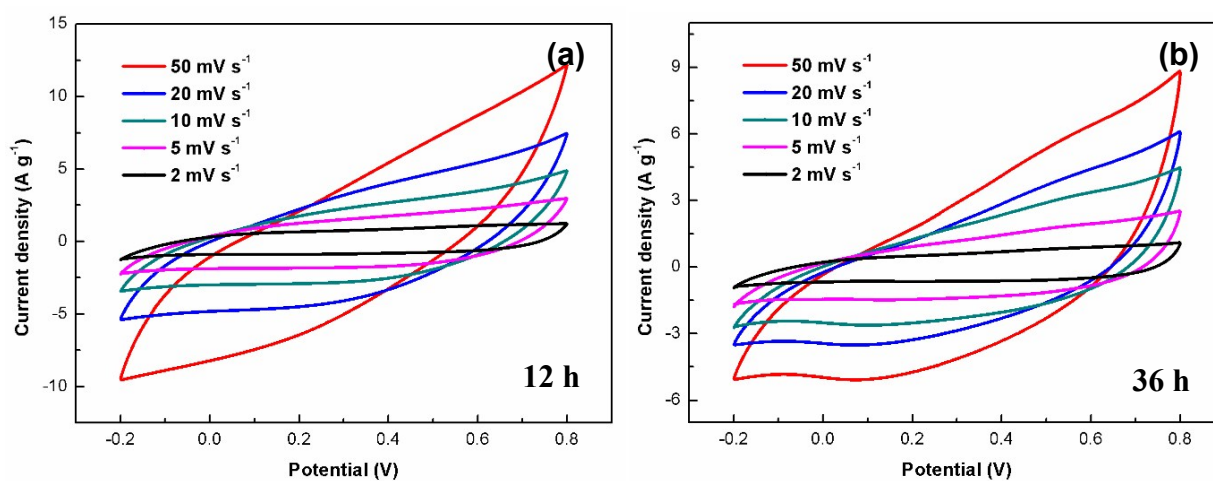 (a)
50 mV s⁻¹
20 mV s⁻¹
10 mV s⁻¹
5 mV s⁻¹
2 mV s⁻¹
Current density (A g⁻¹)
15
10
5
0
-5
-10
12 h
-0.2
0.0
0.2
0.4
0.6
0.8
Potential (V)
(b)
50 mV s⁻¹
20 mV s⁻¹
10 mV s⁻¹
5 mV s⁻¹
2 mV s⁻¹
Current density (A g⁻¹)
9
6
3
0
-3
-6
36 h
-0.2
0.0
0.2
0.4
0.6
0.8
Potential (V)